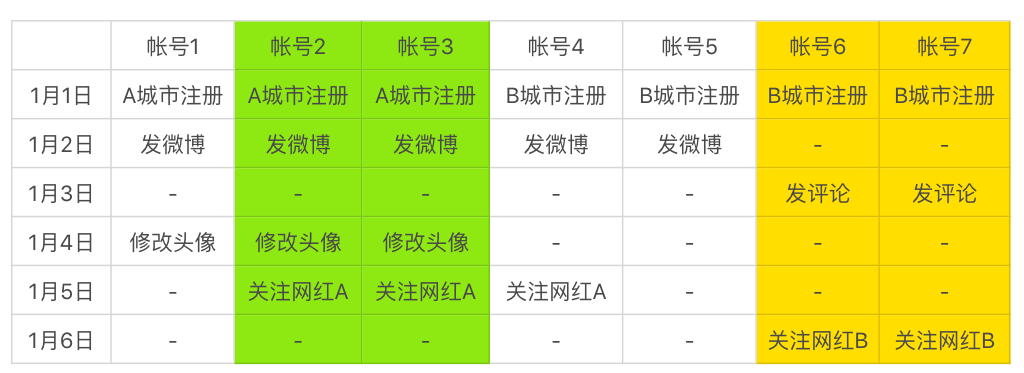 帐号1 帐号2 帐号3 帐号4 帐号5 帐号6 帐号7
1月1日 A城市注册 A城市注册 A城市注册 B城市注册 B城市注册 B城市注册 B城市注册
1月2日 发微博 发微博 发微博 发微博 发微博 - -
1月3日 - - - - - 发评论 发评论
1月4日 修改头像 修改头像 修改头像 - - - -
1月5日 - 关注网红A 关注网红A 关注网红A - - -
1月6日 - - - - - 关注网红B 关注网红B